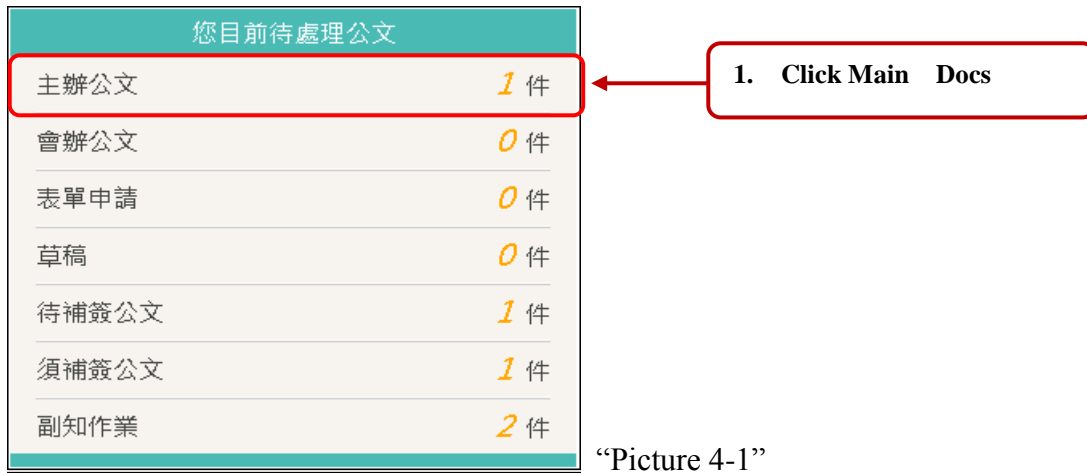 您目前待處理公文
主辦公文 1 件
1. Click Main Docs
會辦公文 0 件
表單申請 0 件
草稿 0 件
待補簽公文 1 件
須補簽公文 1 件
副知作業 2 件
“Picture 4-1”